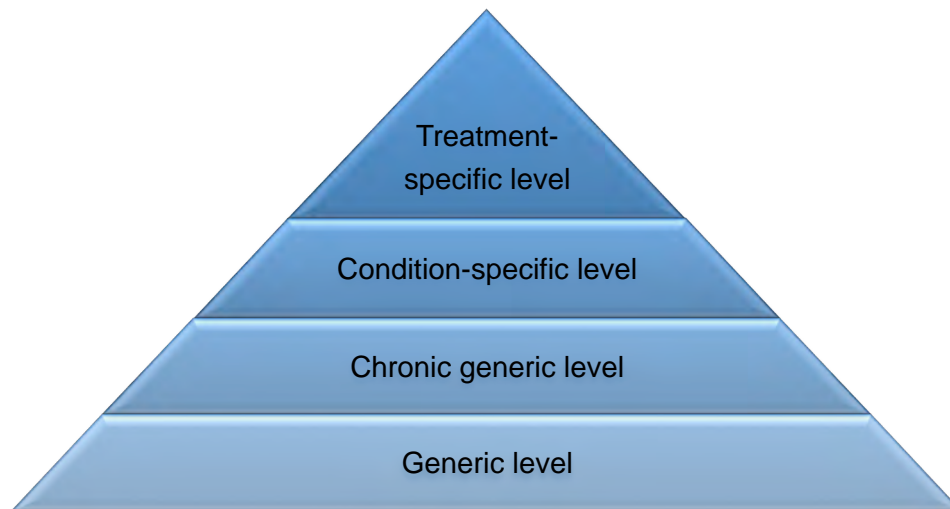 Treatment-
specific level
Condition-specific level
Chronic generic level
Generic level